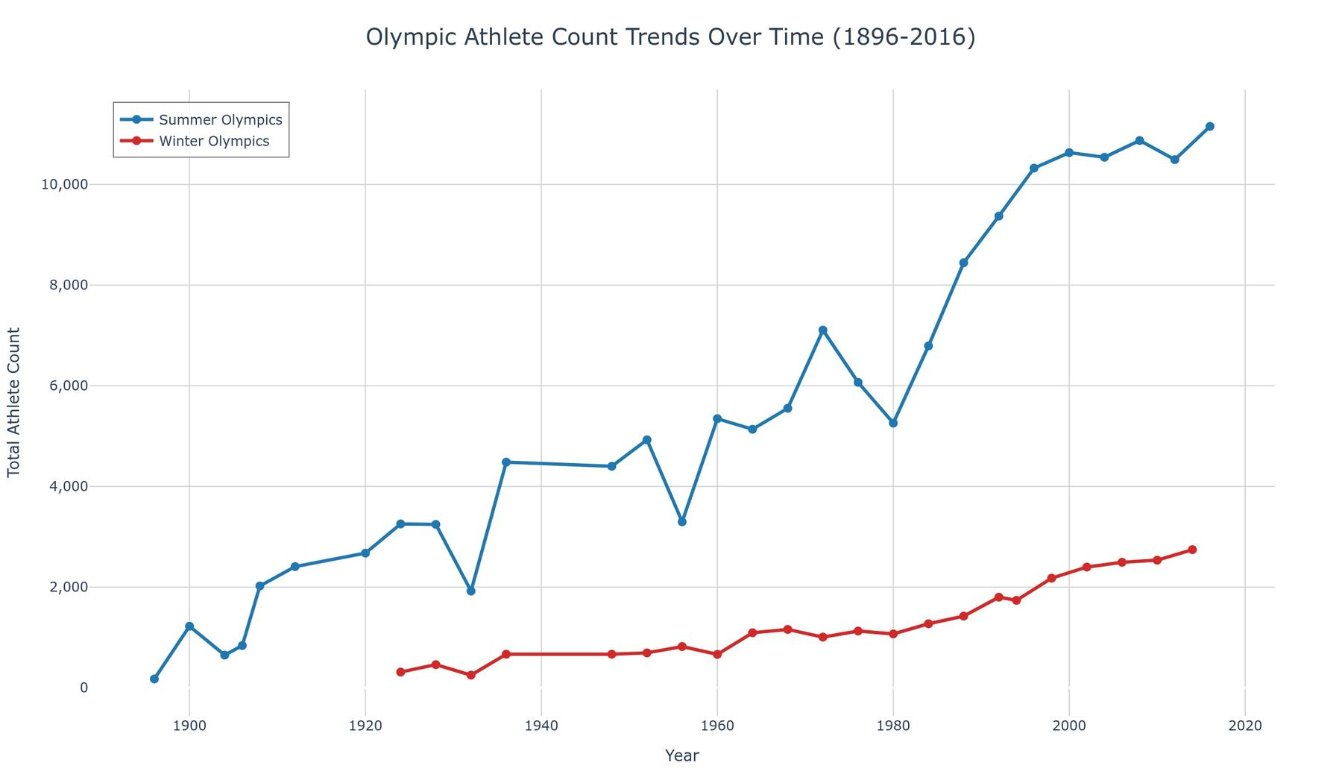 Olympic Athlete Count Trends Over Time (1896-2016)
Summer Olympics
Winter Olympics
10,000
8,000
6,000
4,000
2,000
0
Total Athlete Count
1900 1920 1940 1960 1980 2000 2020
Year